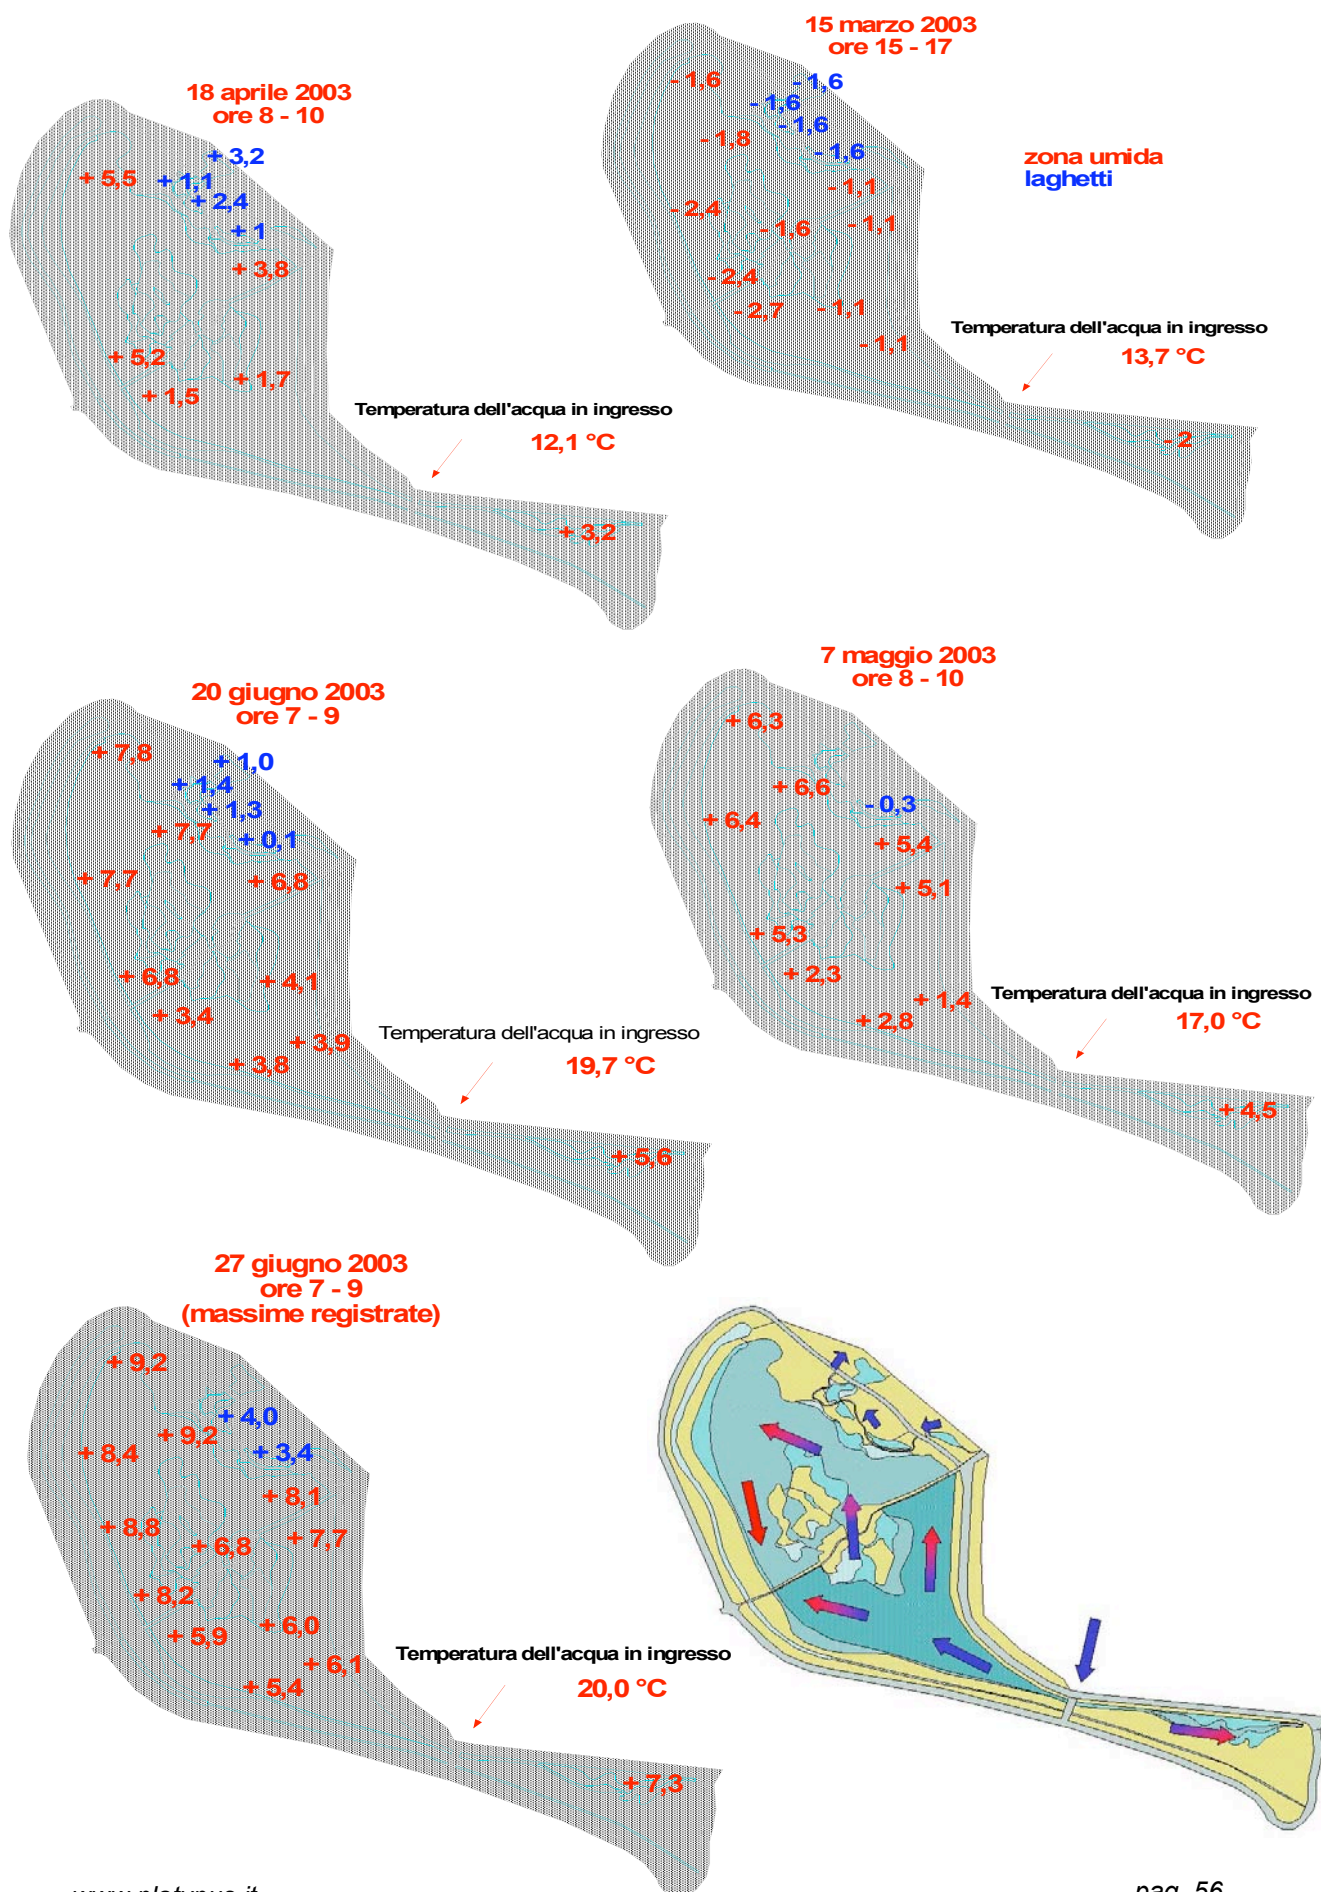 15 marzo 2003
ore 15 - 17
- 1,6
- 1,6
- 1,6
- 1,6
- 1,8
- 1,6
- 1,1
- 2,4
- 1,6
- 1,1
- 2,4
- 2,7
- 1,1
- 1,1
Temperatura dell'acqua in ingresso
13,7 °C
- 2
zona umida
laghetti
18 aprile 2003
ore 8 - 10
+ 3,2
+ 5,5
+ 1,1
+ 2,4
+ 1
+ 3,8
+ 5,2
+ 1,7
+ 1,5
Temperatura dell'acqua in ingresso
12,1 °C
+ 3,2
7 maggio 2003
ore 8 - 10
+ 6,3
+ 6,6
- 0,3
+ 6,4
+ 5,4
+ 5,1
+ 5,3
+ 2,3
+ 1,4
+ 2,8
Temperatura dell'acqua in ingresso
17,0 °C
+ 4,5
20 giugno 2003
ore 7 - 9
+ 7,8
+ 1,0
+ 1,4
+ 1,3
+ 7,7
+ 0,1
+ 7,7
+ 6,8
+ 6,8
+ 4,1
+ 3,4
+ 3,9
+ 3,8
Temperatura dell'acqua in ingresso
19,7 °C
+ 5,6
27 giugno 2003
ore 7 - 9
(massime registrate)
+ 9,2
+ 4,0
+ 9,2
+ 8,4
+ 3,4
+ 8,1
+ 8,8
+ 6,8
+ 7,7
+ 8,2
+ 6,0
+ 5,9
+ 6,1
+ 5,4
Temperatura dell'acqua in ingresso
20,0 °C
+ 7,3
www.platypus.it
pag. 56